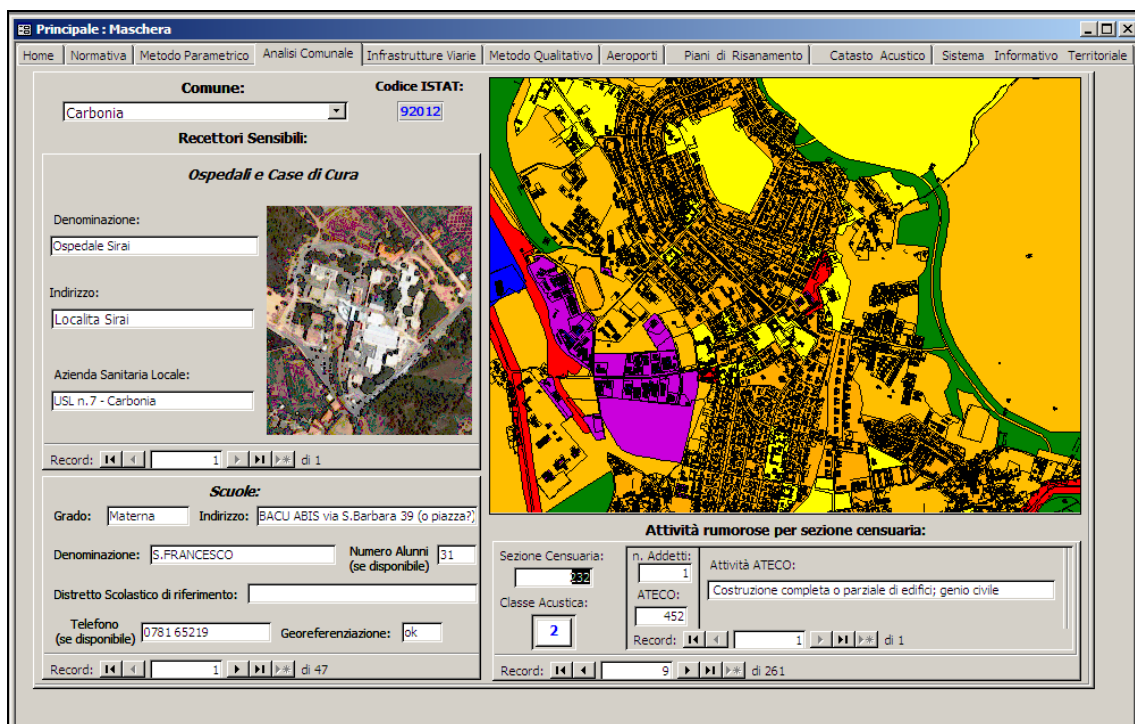 Principale : Maschera
Home Normativa Metodo Parametrico Analisi Comunale Infrastrutture Viarie Metodo Qualitativo Aeroporti Piani di Risanamento Catasto Acustico Sistema Informativo Territoriale
Comune:
Codice ISTAT:
Carbonia
92012
Recettori Sensibili:
Ospedali e Case di Cura
Denominazione:
Ospedale Sirai
Indirizzo:
Localita Sirai
Azienda Sanitaria Locale:
USL n.7 - Carbonia
Record: 1 di 1
Scuole:
Grado: Materna Indirizzo: BACU ABIS via S.Barbara 39 (o piazza?)
Denominazione: S.FRANCESCO Numero Alunni (se disponibile) 31
Distretto Scolastico di riferimento:
Telefono (se disponibile) 0781 65219 Georeferenziazione: ok
Record: 1 di 47
Attività rumorose per sezione censuaria:
Sezione Censuaria:
232
Classe Acustica:
2
n. Addetti:
1
ATECO:
452
Attività ATECO:
Costruzione completa o parziale di edifici; genio civile
Record: 1 di 1
Record: 9 di 261